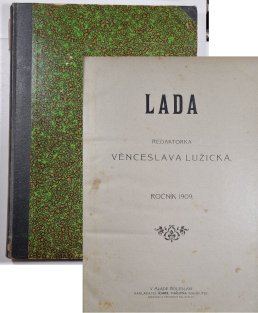 LADA
REDAKTORKA
VĚNCESLAVA LUŽICKÁ.
ROČNÍK 1909.
V MLADÉ BOLESLAVI.